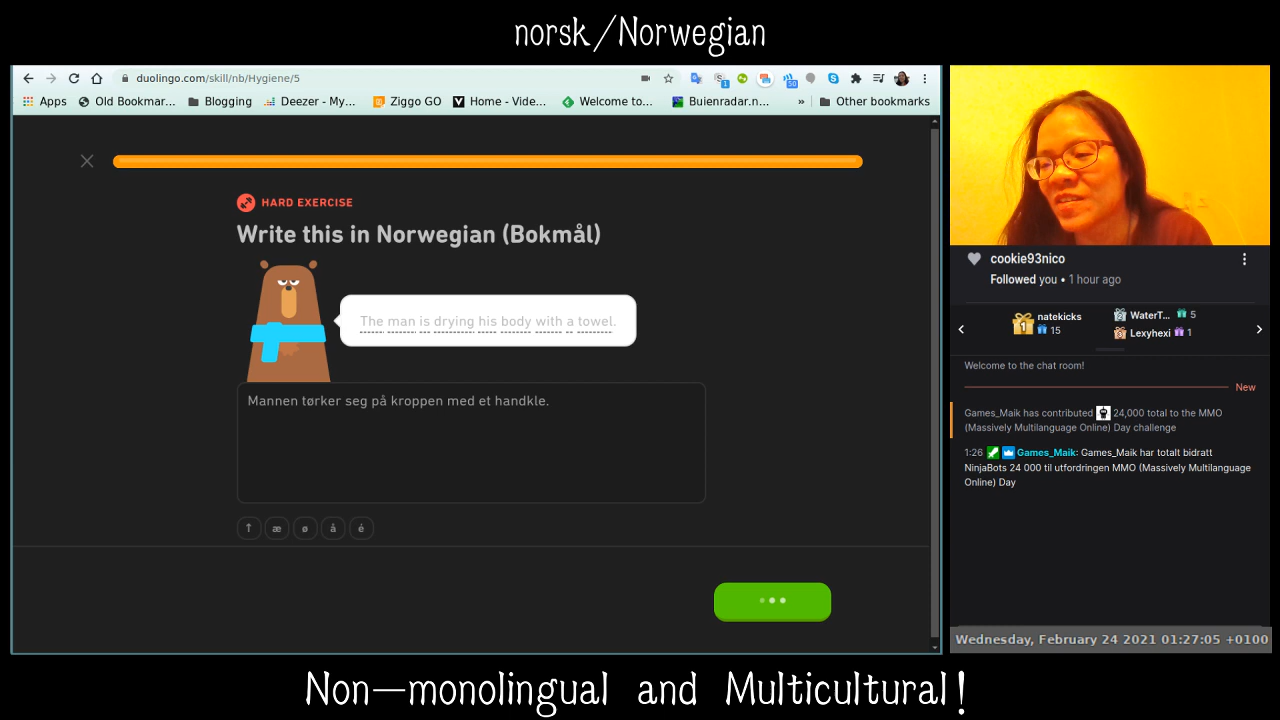 norsk/Norwegian
duolingo.com/skill/nb/Hygiene/5
1
50
Apps
Old Bookmar...
Blogging
Deezer - My...
Ziggo GO
Home - Vide...
Welcome to...
Buienradar.n...
»
Other bookmarks
HARD EXERCISE
Write this in Norwegian (Bokmål)
The man is drying his body with a towel.
Mannen tørker seg på kroppen med et handkle.
↑ æ ø å é
cookie93nico
Followed you • 1 hour ago
1 natekicks
15
2 WaterT... 5
3 Lexyhexi 1
Welcome to the chat room!
New
Games_Maik has contributed 24,000 total to the MMO
(Massively Multilanguage Online) Day challenge
1:26 Games_Maik: Games_Maik har totalt bidratt
NinjaBots 24 000 til utfordringen MMO (Massively Multilanguage
Online) Day
Wednesday, February 24 2021 01:27:05 +0100
Non-monolingual and Multicultural!